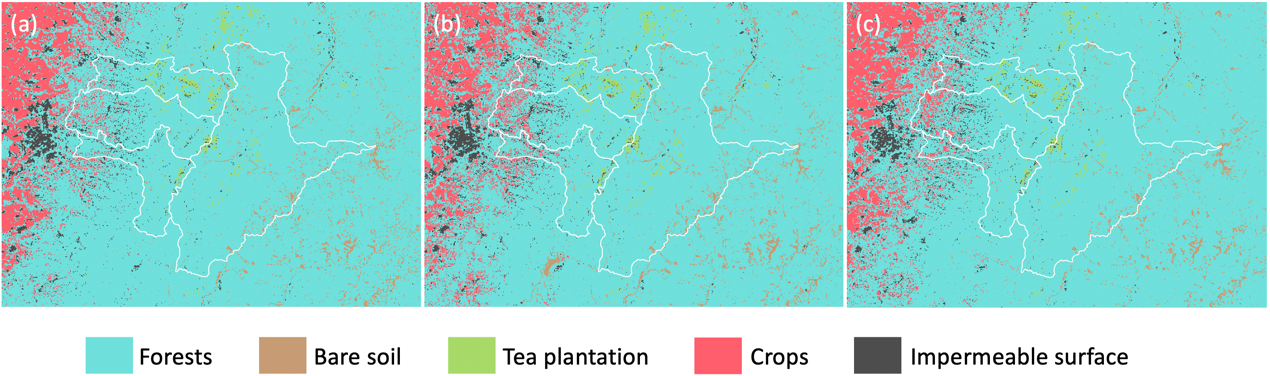 (a) (b) (c)
Forests Bare soil Tea plantation Crops Impermeable surface